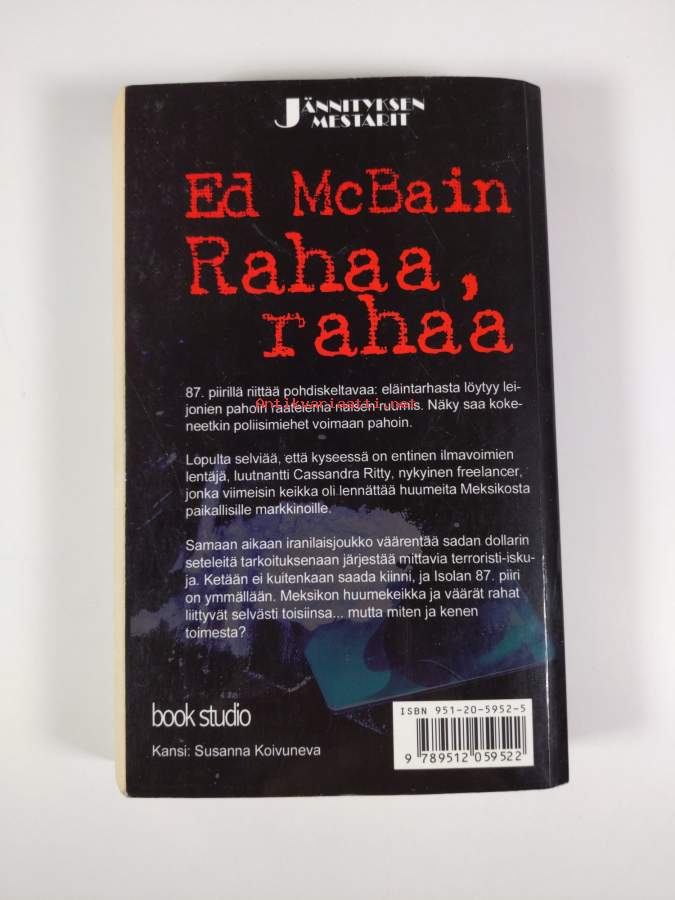 JÄNNITYKSEN
MESTARIT
Ed McBain
Rahaa,
rahaa
87. piirillä riittää pohdiskeltavaa: eläintarhasta löytyy lei-
jonien pahoin raatelema naisen ruumis. Näky saa koke-
neetkin poliisimiehet voimaan pahoin.
Antikvariaatti.net
Lopulta selviää, että kyseessä on entinen ilmavoimien
lentäjä, luutnantti Cassandra Ritty, nykyinen freelancer,
jonka viimeisin keikka oli lennättää huumeita Meksikosta
paikallisille markkinoille.
Samaan aikaan iranilaisjoukko väärentää sadan dollarin
seteleitä tarkoituksenaan järjestää mittavia terroristi-isku-
ja. Ketään ei kuitenkaan saada kiinni, ja Isolan 87. piiri
on ymmällään. Meksikon huumekeikka ja väärät rahat
liittyvät selvästi toisiinsa... mutta miten ja kenen
toimesta?
book studio
Kansi: Susanna Koivuneva
ISBN 951-20-5952-5
9 789512 059522